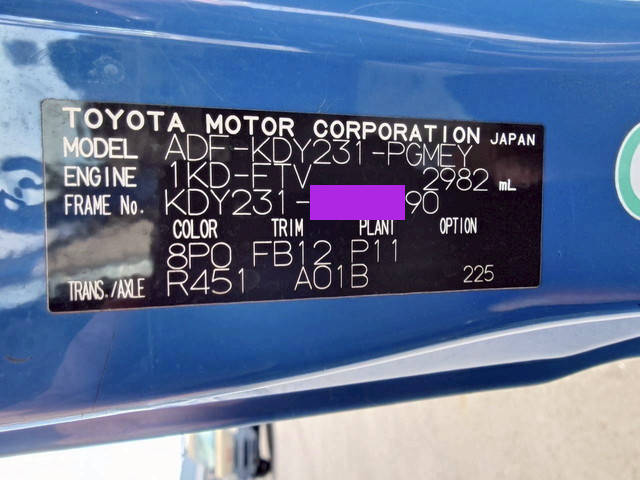 TOYOTA MOTOR CORPORATION JAPAN
MODEL ADF-KDY231-PGMEY
ENGINE 1KD-FTV 2982 mL
FRAME No. KDY231- 90
COLOR TRIM PLANT OPTION
8P0 FB12 P11
TRANS./AXLE R451 A01B 225